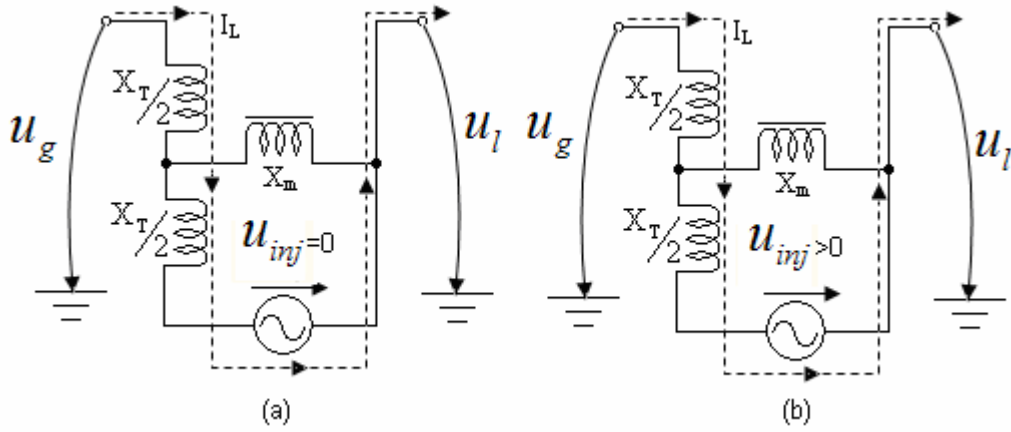 I_L
X_T/2
u_g
u_l
X_m
X_T/2
u_inj=0
(a)
I_L
X_T/2
u_g
u_l
X_m
X_T/2
u_inj>0
(b)